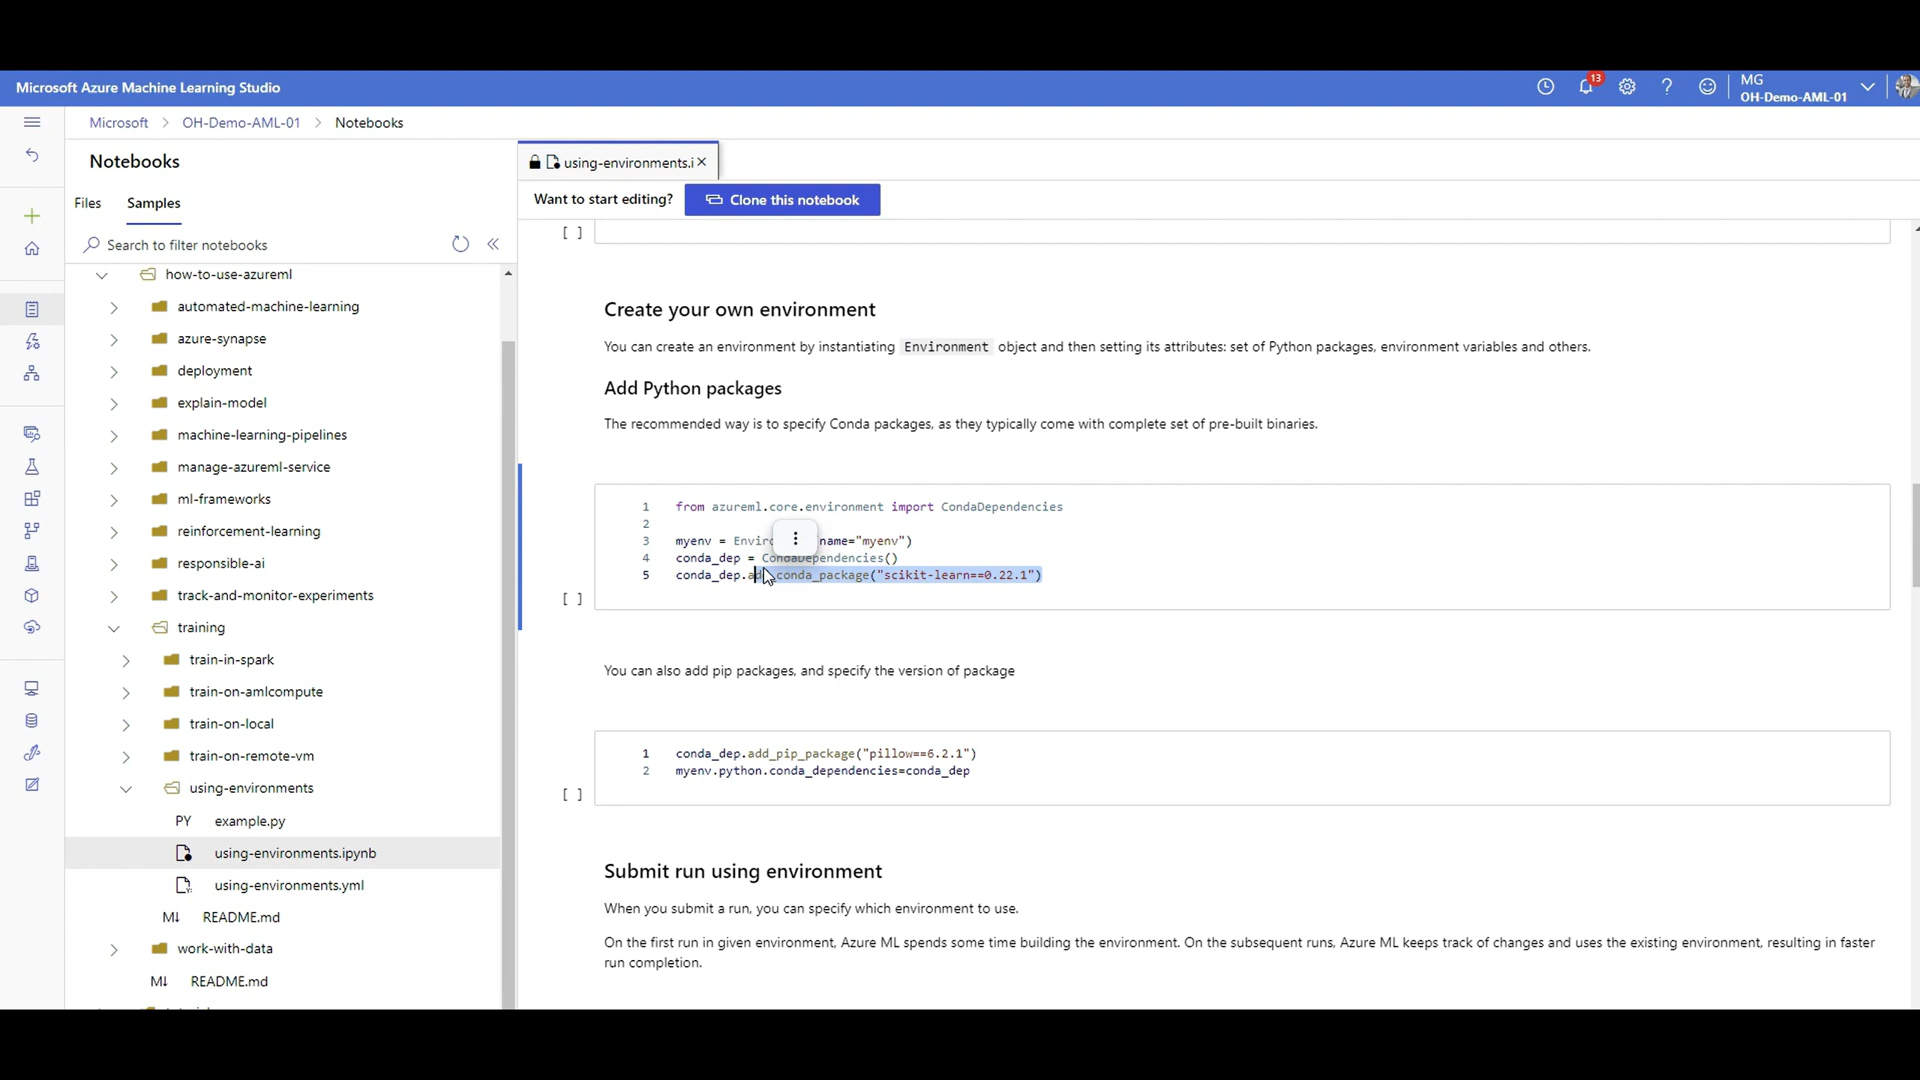 Microsoft Azure Machine Learning Studio
13
MG
OH-Demo-AML-01
Microsoft > OH-Demo-AML-01 > Notebooks
Notebooks
Files Samples
Search to filter notebooks
how-to-use-azureml
automated-machine-learning
azure-synapse
deployment
explain-model
machine-learning-pipelines
manage-azureml-service
ml-frameworks
reinforcement-learning
responsible-ai
track-and-monitor-experiments
training
train-in-spark
train-on-amlcompute
train-on-local
train-on-remote-vm
using-environments
PY example.py
using-environments.ipynb
using-environments.yml
M↓ README.md
work-with-data
M↓ README.md
using-environments.i
Want to start editing? Clone this notebook
[ ]
Create your own environment
You can create an environment by instantiating Environment object and then setting its attributes: set of Python packages, environment variables and others.
Add Python packages
The recommended way is to specify Conda packages, as they typically come with complete set of pre-built binaries.
1 from azureml.core.environment import CondaDependencies
2
3 myenv = name="myenv")
4 conda_dep = CondaDependencies()
5 conda_dep.add_conda_package("scikit-learn==0.22.1")
[ ]
You can also add pip packages, and specify the version of package
1 conda_dep.add_pip_package("pillow==6.2.1")
2 myenv.python.conda_dependencies=conda_dep
[ ]
Submit run using environment
When you submit a run, you can specify which environment to use.
On the first run in given environment, Azure ML spends some time building the environment. On the subsequent runs, Azure ML keeps track of changes and uses the existing environment, resulting in faster
run completion.